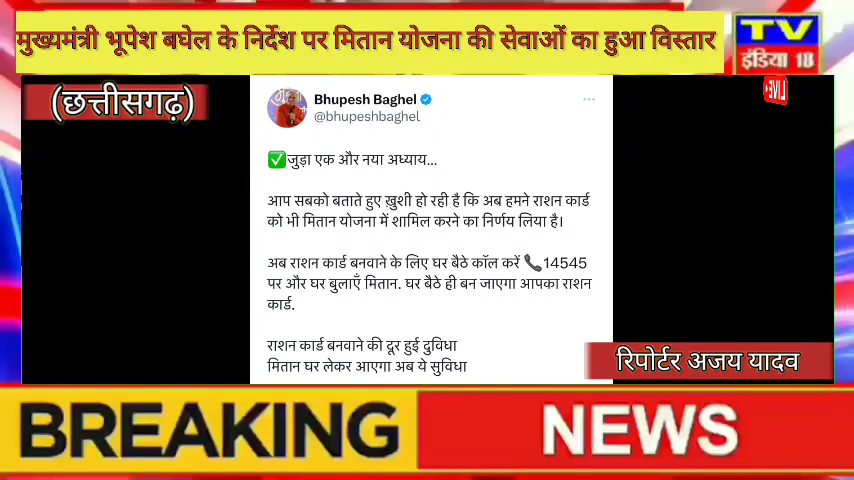 मुख्यमंत्री भूपेश बघेल के निर्देश पर मितान योजना की सेवाओं का हुआ विस्तार
TV
इंडिया 18
LIVE
(छत्तीसगढ़)
Bhupesh Baghel
@bhupeshbaghel
✅जुड़ा एक और नया अध्याय...
आप सबको बताते हुए ख़ुशी हो रही है कि अब हमने राशन कार्ड
को भी मितान योजना में शामिल करने का निर्णय लिया है।
अब राशन कार्ड बनवाने के लिए घर बैठे कॉल करें 📞14545
पर और घर बुलाएँ मितान. घर बैठे ही बन जाएगा आपका राशन
कार्ड.
राशन कार्ड बनवाने की दूर हुई दुविधा
मितान घर लेकर आएगा अब ये सुविधा
रिपोर्टर अजय यादव
BREAKING NEWS